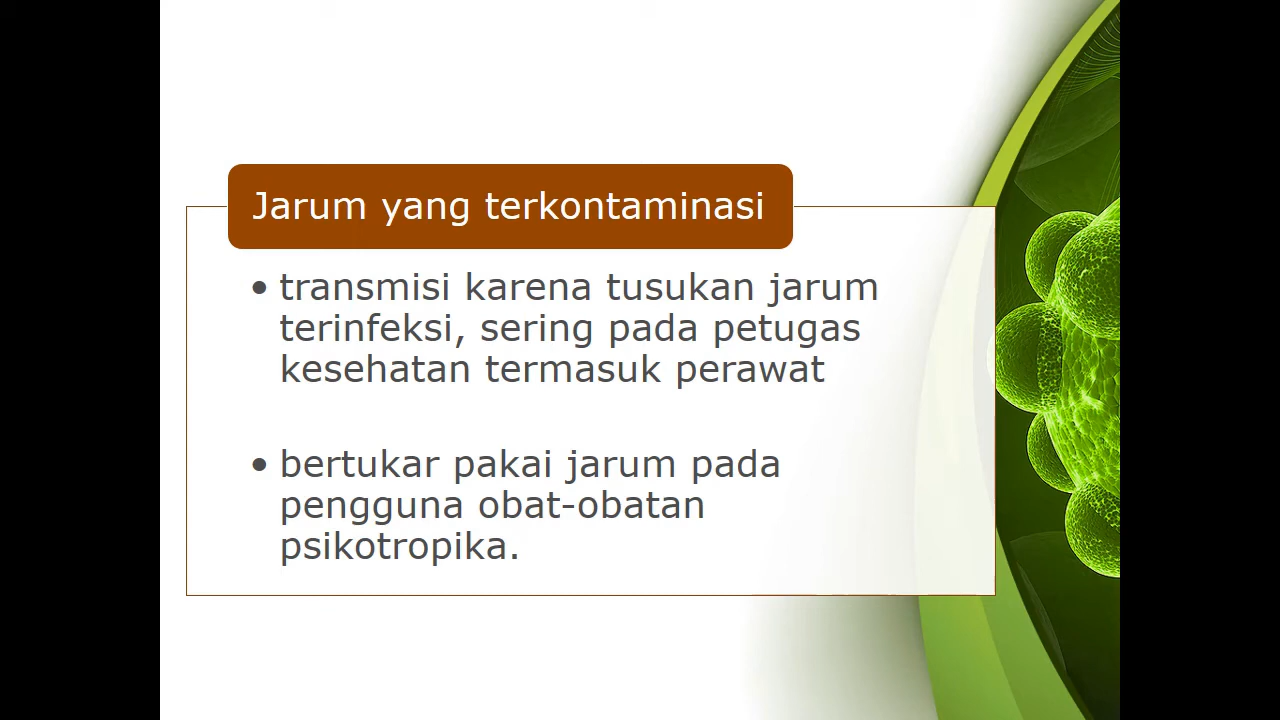 Jarum yang terkontaminasi
• transmisi karena tusukan jarum
terinfeksi, sering pada petugas
kesehatan termasuk perawat
• bertukar pakai jarum pada
pengguna obat-obatan
psikotropika.